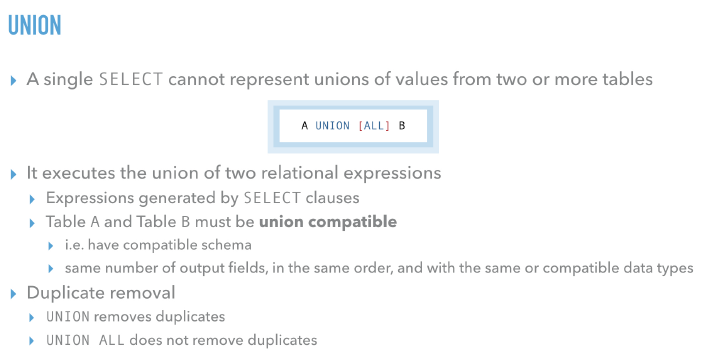 UNION
A single SELECT cannot represent unions of values from two or more tables
A UNION [ALL] B
It executes the union of two relational expressions
Expressions generated by SELECT clauses
Table A and Table B must be union compatible
i.e. have compatible schema
same number of output fields, in the same order, and with the same or compatible data types
Duplicate removal
UNION removes duplicates
UNION ALL does not remove duplicates